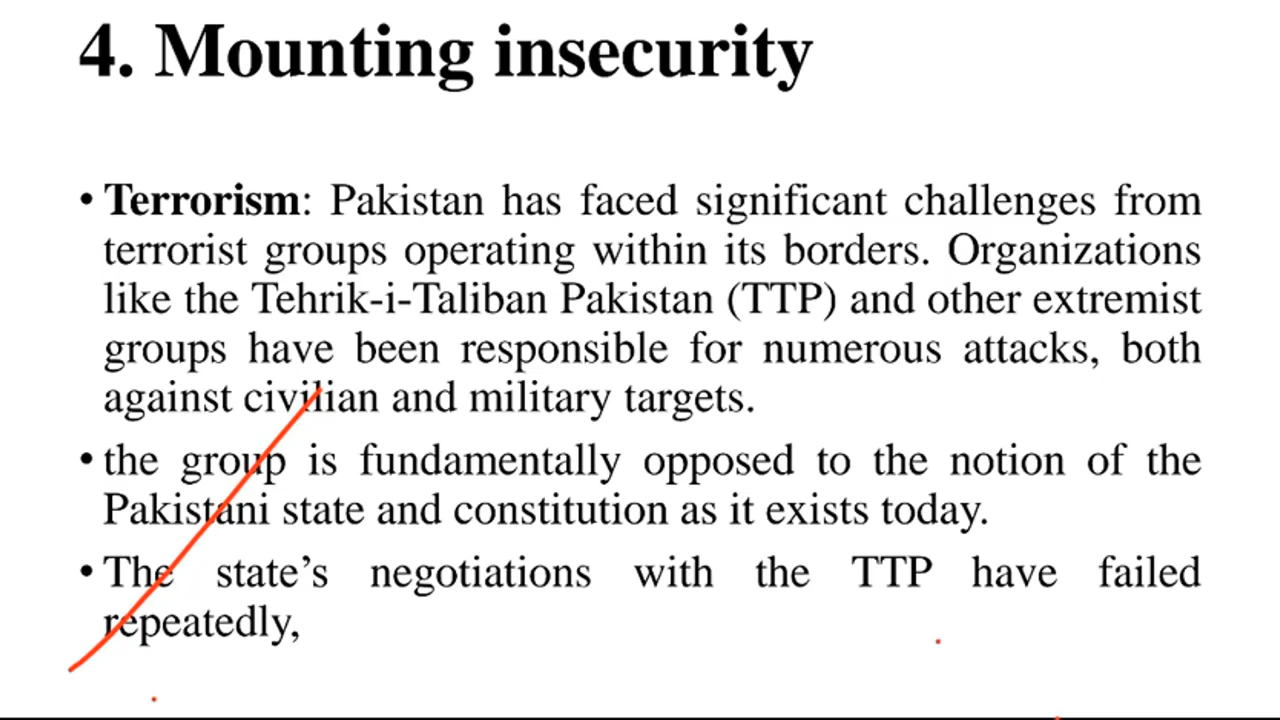 4. Mounting insecurity
• Terrorism: Pakistan has faced significant challenges from
terrorist groups operating within its borders. Organizations
like the Tehrik-i-Taliban Pakistan (TTP) and other extremist
groups have been responsible for numerous attacks, both
against civilian and military targets.
• the group is fundamentally opposed to the notion of the
Pakistani state and constitution as it exists today.
• The state’s negotiations with the TTP have failed
repeatedly,